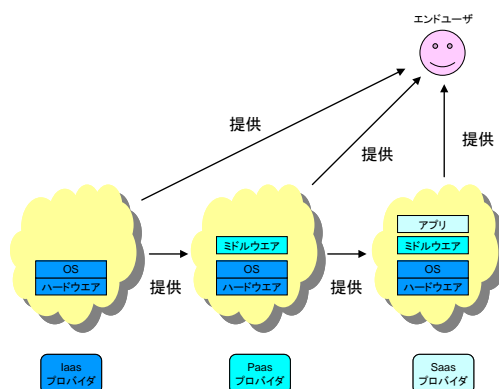 エンドユーザ
提供
提供
提供
アプリ
ミドルウエア
ミドルウエア
OS
OS
OS
ハードウエア
ハードウエア
ハードウエア
提供
提供
Iaas
プロバイダ
Paas
プロバイダ
Saas
プロバイダ